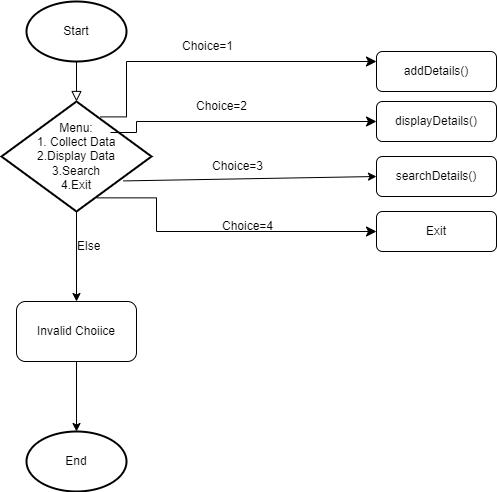 Start
Choice=1
addDetails()
Choice=2
displayDetails()
Menu:
1. Collect Data
2.Display Data
3.Search
4.Exit
Choice=3
searchDetails()
Choice=4
Exit
Else
Invalid Choiice
End